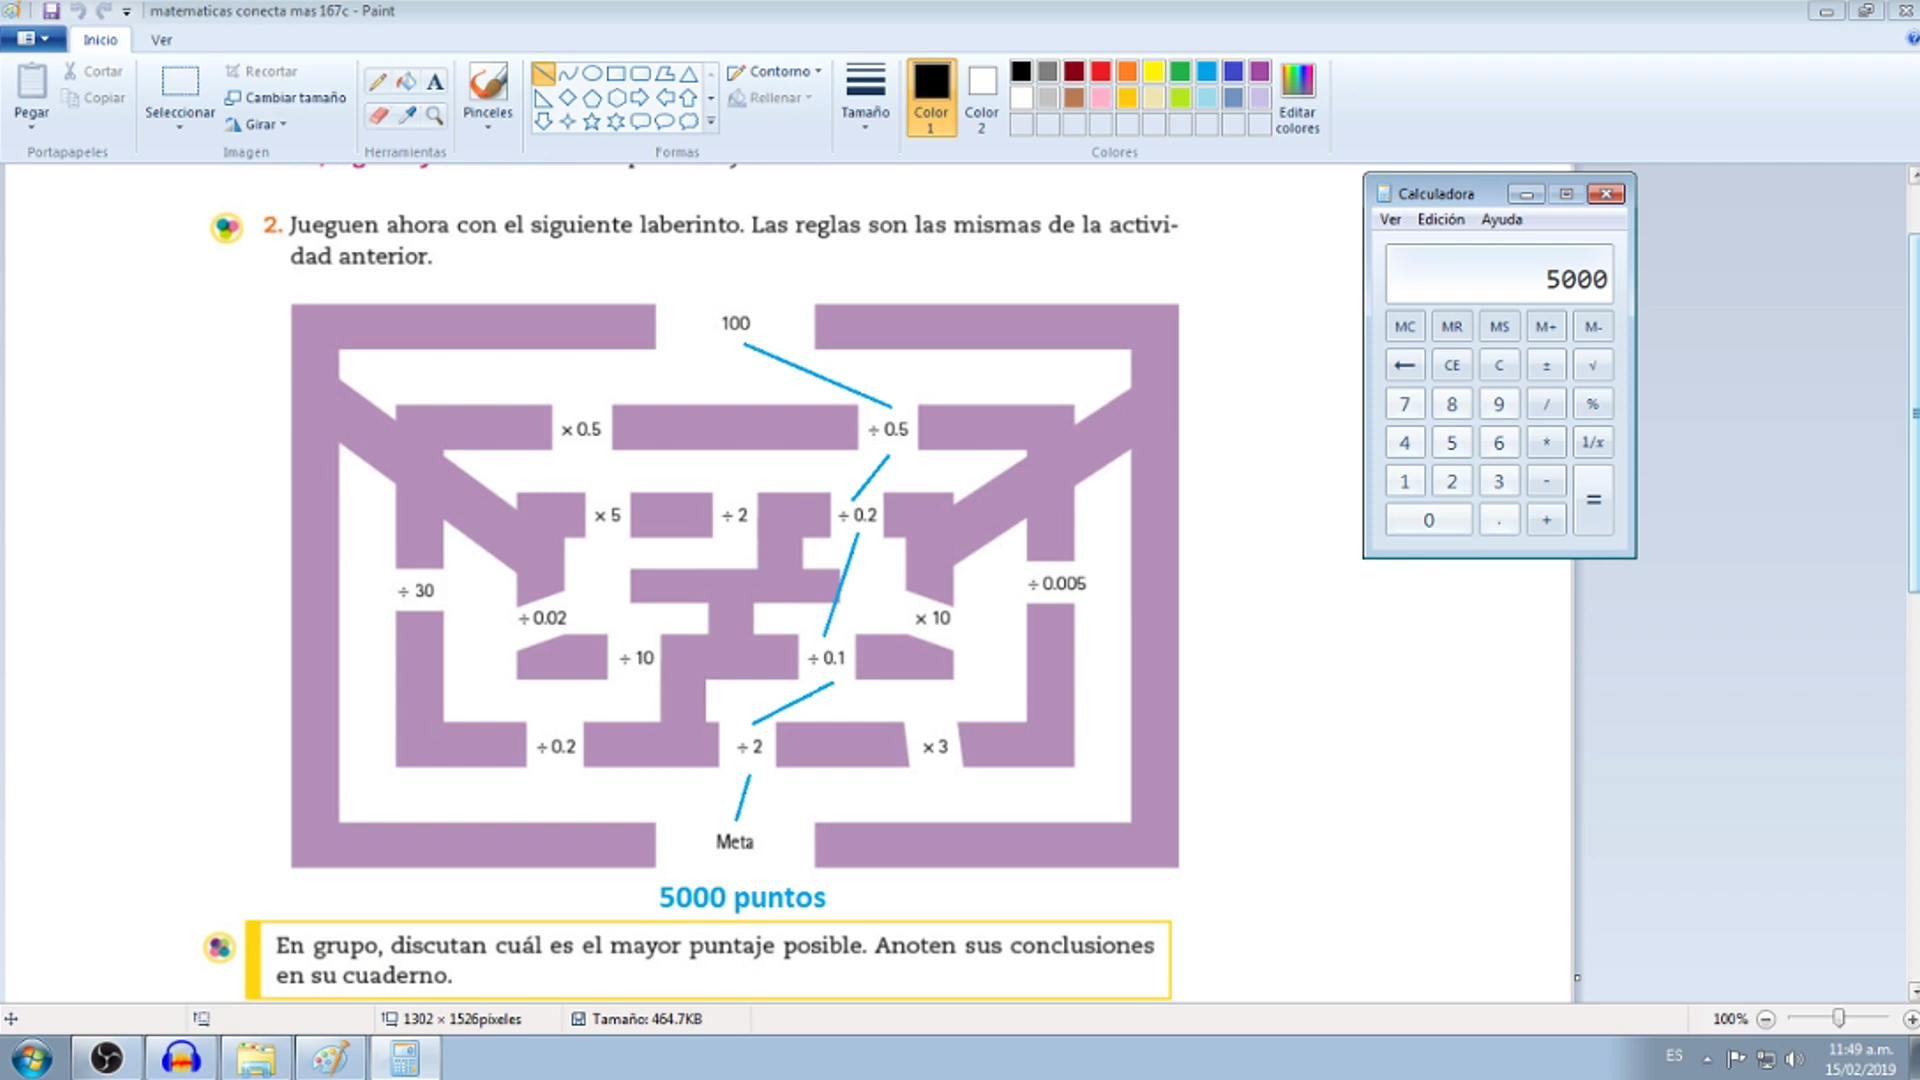 matematicas conecta mas 167c - Paint
Inicio
Ver
Pegar
Cortar
Copiar
Portapapeles
Seleccionar
Recortar
Cambiar tamaño
Girar
Imagen
A
Herramientas
Pinceles
Contorno
Rellenar
Formas
Tamaño
Color 1
Color 2
Editar colores
Colores
2. Jueguen ahora con el siguiente laberinto. Las reglas son las mismas de la activi-
dad anterior.
100
× 0.5
÷ 0.5
× 5
÷ 2
÷ 0.2
÷ 30
÷ 0.005
÷ 0.02
× 10
÷ 10
÷ 0.1
÷ 0.2
÷ 2
× 3
Meta
5000 puntos
En grupo, discutan cuál es el mayor puntaje posible. Anoten sus conclusiones
en su cuaderno.
Calculadora
Ver Edición Ayuda
5000
MC MR MS M+ M-
← CE C ± √
7 8 9 / %
4 5 6 * 1/x
1 2 3 - =
0 . +
1302 × 1526píxeles
Tamaño: 464.7KB
100%
ES
11:49 a.m.
15/02/2019